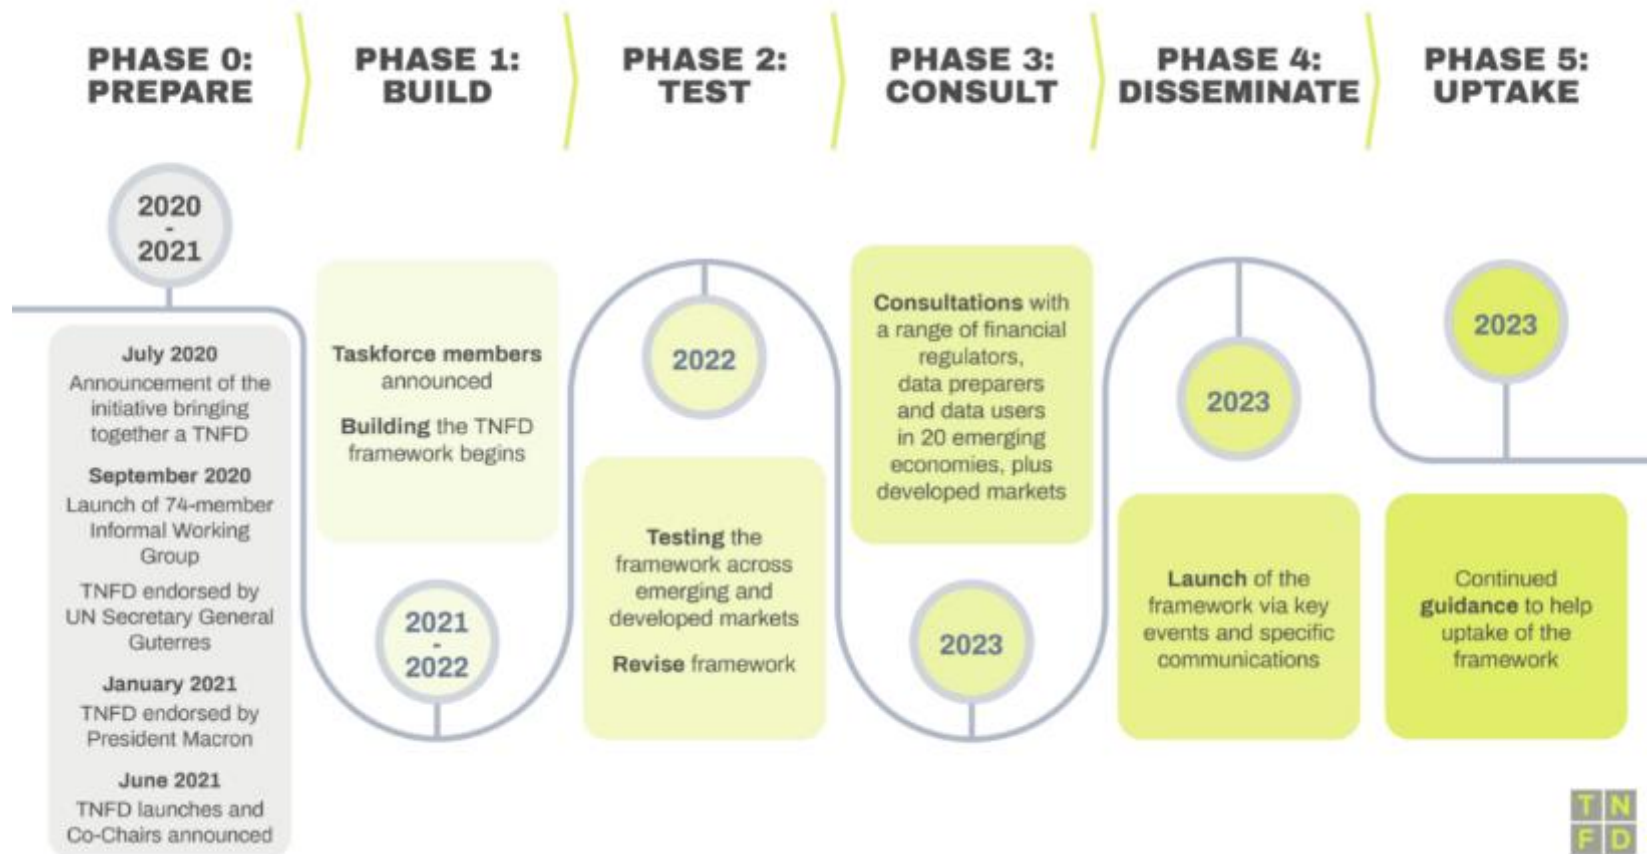 PHASE 0:
PREPARE
PHASE 1:
BUILD
PHASE 2:
TEST
PHASE 3:
CONSULT
PHASE 4:
DISSEMINATE
PHASE 5:
UPTAKE
2020
-
2021
July 2020
Announcement of the
initiative bringing
together a TNFD
September 2020
Launch of 74-member
Informal Working
Group
TNFD endorsed by
UN Secretary General
Guterres
January 2021
TNFD endorsed by
President Macron
June 2021
TNFD launches and
Co-Chairs announced
Taskforce members
announced
Building the TNFD
framework begins
2021
-
2022
2022
Testing the
framework across
emerging and
developed markets
Revise framework
Consultations with
a range of financial
regulators,
data preparers
and data users
in 20 emerging
economies, plus
developed markets
2023
2023
Launch of the
framework via key
events and specific
communications
2023
Continued
guidance to help
uptake of the
framework
T N
F D